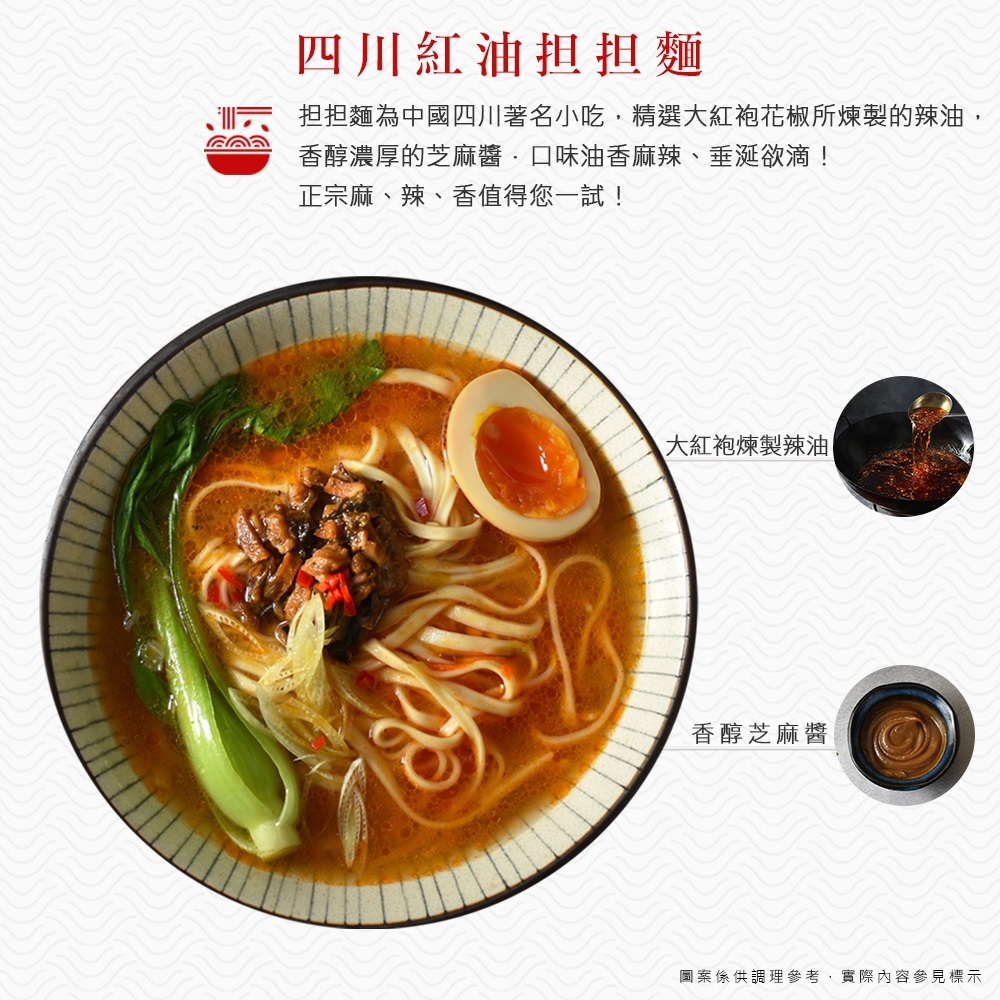 四川紅油担担麵
担担麵為中國四川著名小吃，精選大紅袍花椒所煉製的辣油，
香醇濃厚的芝麻醬．口味油香麻辣、垂涎欲滴！
正宗麻、辣、香值得您一試！
大紅袍煉製辣油
香醇芝麻醬
圖案係供調理參考．實際內容參見標示